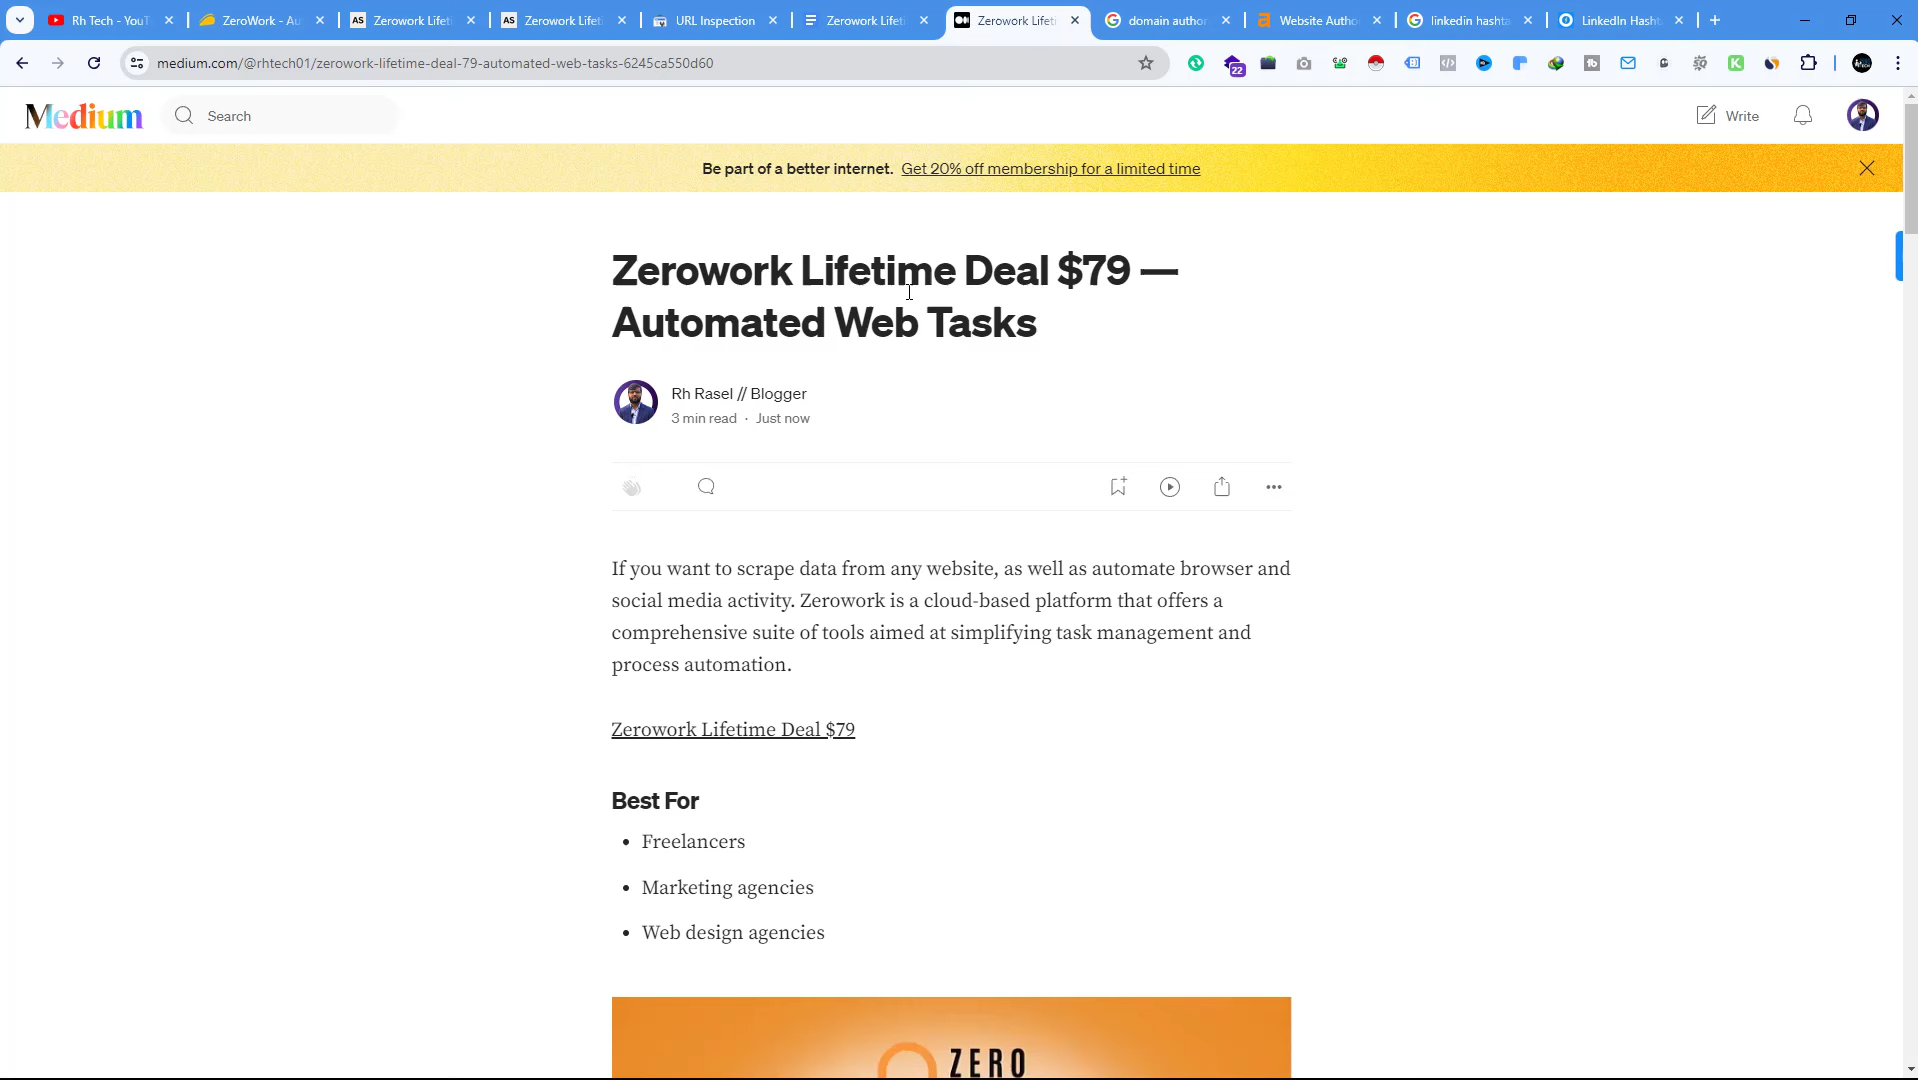 Rh Tech - YouT
ZeroWork - Au
Zerowork Lifeti
Zerowork Lifeti
URL Inspection
Zerowork Lifeti
Zerowork Lifeti
domain autho
Website Autho
linkedin hashta
LinkedIn Hasht
medium.com/@rhtech01/zerowork-lifetime-deal-79-automated-web-tasks-6245ca550d60
22
Medium
Search
Write
Be part of a better internet. Get 20% off membership for a limited time
Zerowork Lifetime Deal $79 —
Automated Web Tasks
Rh Rasel // Blogger
3 min read · Just now
If you want to scrape data from any website, as well as automate browser and
social media activity. Zerowork is a cloud-based platform that offers a
comprehensive suite of tools aimed at simplifying task management and
process automation.
Zerowork Lifetime Deal $79
Best For
• Freelancers
• Marketing agencies
• Web design agencies
ZERO